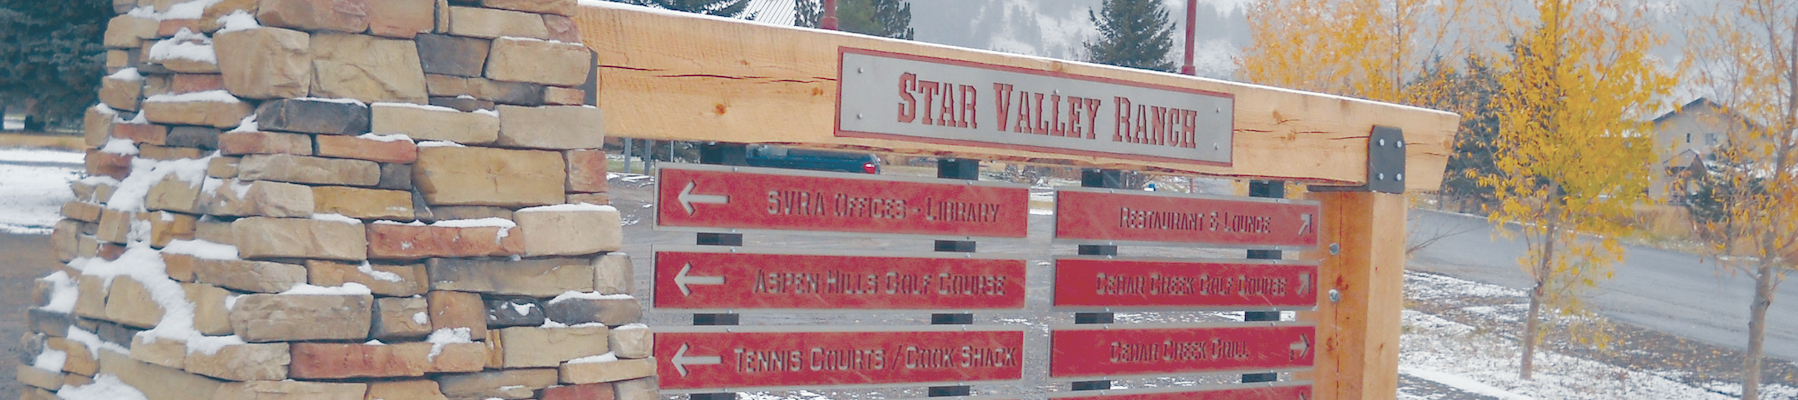 STAR VALLEY RANCH
SVRA OFFICES - LIBRARY
ASPEN HILLS GOLF COURSE
TENNIS COURTS / COOK SHACK
RESTAURANT & LOUNGE
CEDAR CREEK GOLF COURSE
CEDAR CREEK GRILL